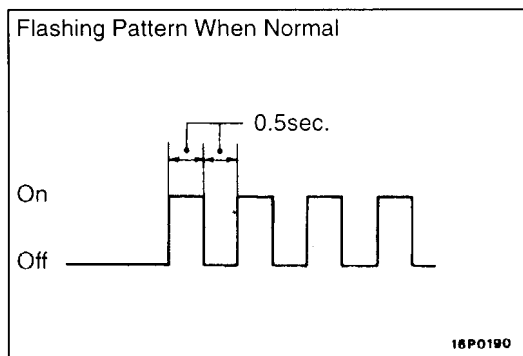 Flashing Pattern When Normal
0.5sec.
On
Off
16P0190